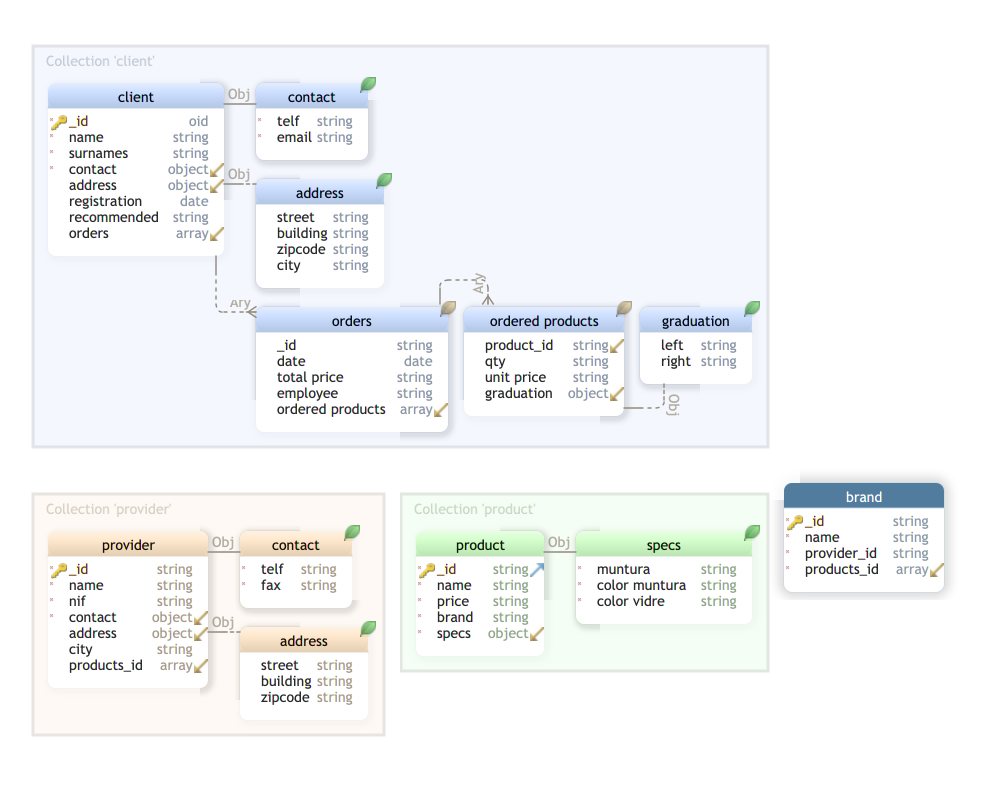 Collection 'client'
client
_id oid
name string
surnames string
contact object
address object
registration date
recommended string
orders array
Obj
contact
telf string
email string
Obj
address
street string
building string
zipcode string
city string
Ary
orders
_id string
date date
total price string
employee string
ordered products array
Ary
ordered products
product_id string
qty string
unit price string
graduation object
graduation
left string
right string
Obj
Collection 'provider'
provider
_id string
name string
nif string
contact object
address object
city string
products_id array
Obj
contact
telf string
fax string
Obj
address
street string
building string
zipcode string
Collection 'product'
product
_id string
name string
price string
brand string
specs object
Obj
specs
muntura string
color muntura string
color vidre string
brand
_id string
name string
provider_id string
products_id array